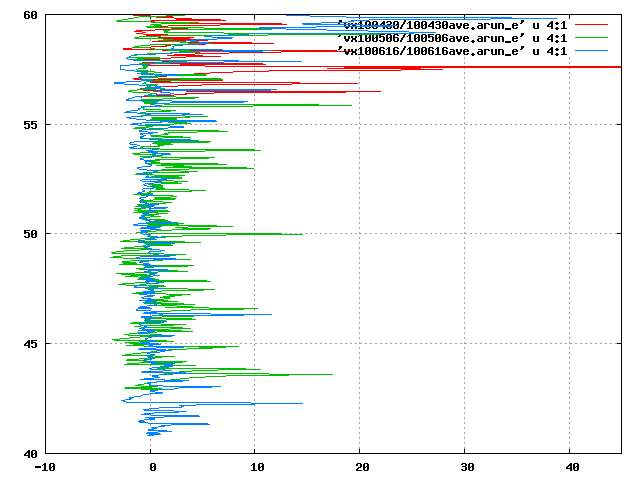 60
'vx100430/100430ave.arun_e' u 4:1
'vx100506/100506ave.arun_e' u 4:1
'vx100616/100616ave.arun_e' u 4:1
55
50
45
40
-10 0 10 20 30 40